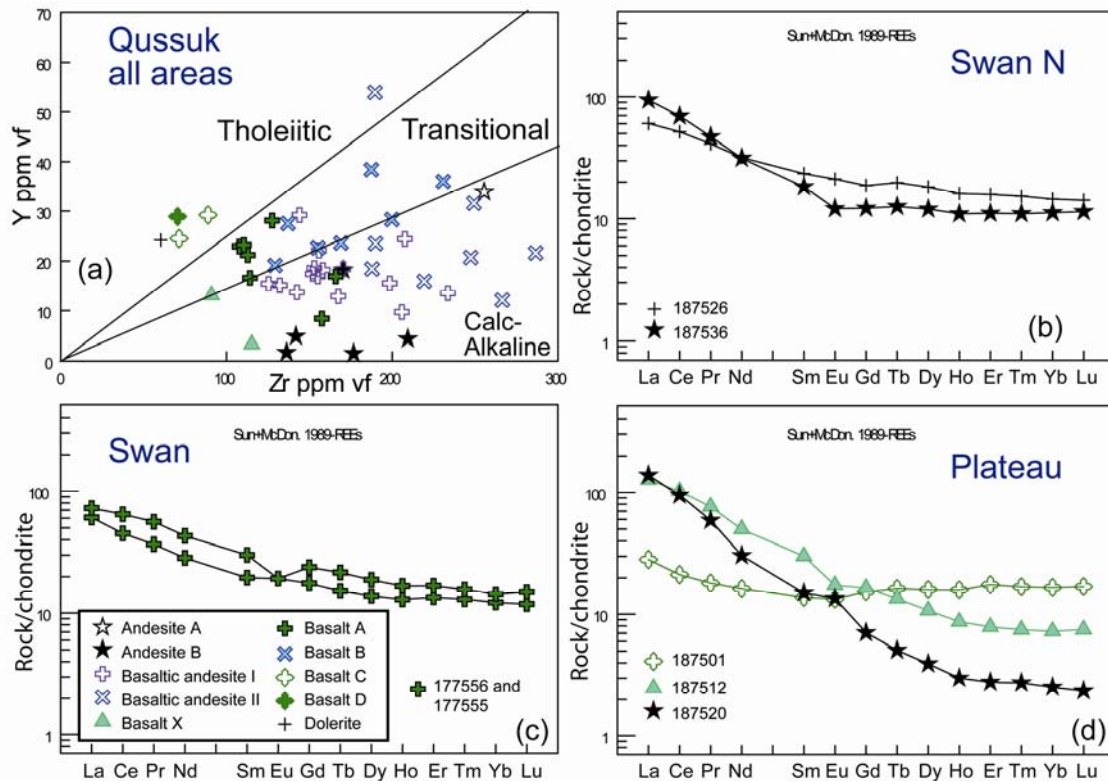 Qussuk
all areas
Tholeiitic
Transitional
Calc-
Alkaline
(a)
Y ppm vf
70
60
50
40
30
20
10
0
0
100
200
300
Zr ppm vf
Sun+McDon. 1989-REEs
Swan N
Rock/chondrite
100
10
1
187526
187536
(b)
La Ce Pr Nd Sm Eu Gd Tb Dy Ho Er Tm Yb Lu
Sun+McDon. 1989-REEs
Swan
Rock/chondrite
100
10
1
Andesite A
Andesite B
Basaltic andesite I
Basaltic andesite II
Basalt X
Basalt A
Basalt B
Basalt C
Basalt D
Dolerite
177556 and
177555
(c)
La Ce Pr Nd Sm Eu Gd Tb Dy Ho Er Tm Yb Lu
Sun+McDon. 1989-REEs
Plateau
Rock/chondrite
100
10
1
187501
187512
187520
(d)
La Ce Pr Nd Sm Eu Gd Tb Dy Ho Er Tm Yb Lu